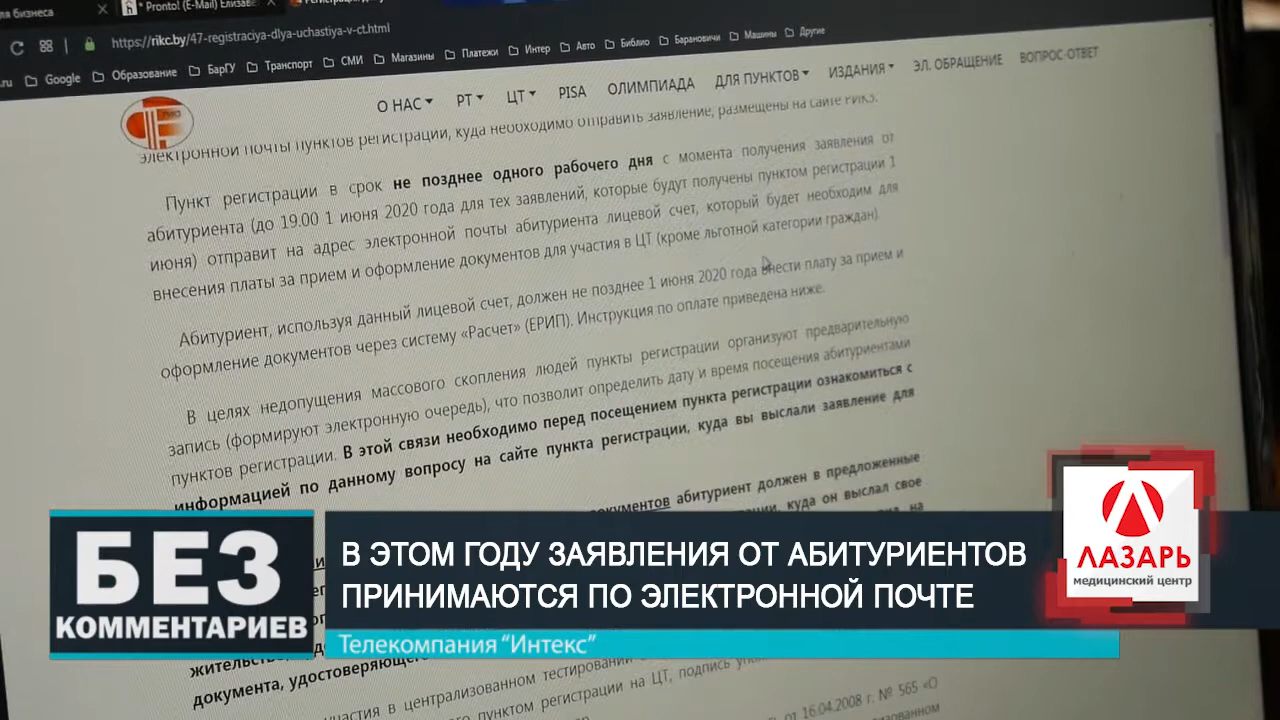 ля бизнеса
* Pronto! (E-Mail) Елизаве
https://rikc.by/47-registraciya-dlya-uchastiya-v-ct.html
.ru Google Образование БарГУ Транспорт СМИ Магазины Платежи Интер Авто Библио Барановичи Машины Другие
О НАС РТ ЦТ PISA ОЛИМПИАДА ДЛЯ ПУНКТОВ ИЗДАНИЯ ЭЛ. ОБРАЩЕНИЕ ВОПРОС-ОТВЕТ
электронной почты пунктов регистрации, куда необходимо отправить заявление, размещены на сайте РИКЗ.
Пункт регистрации в срок не позднее одного рабочего дня с момента получения заявления от
абитуриента (до 19.00 1 июня 2020 года для тех заявлений, которые будут получены пунктом регистрации 1
июня) отправит на адрес электронной почты абитуриента лицевой счет, который будет необходим для
внесения платы за прием и оформление документов для участия в ЦТ (кроме льготной категории граждан).
Абитуриент, используя данный лицевой счет, должен не позднее 1 июня 2020 года внести плату за прием и
оформление документов через систему «Расчет» (ЕРИП). Инструкция по оплате приведена ниже.
В целях недопущения массового скопления людей пункты регистрации организуют предварительную
запись (формируют электронную очередь), что позволит определить дату и время посещения абитуриентами
пунктов регистрации. В этой связи необходимо перед посещением пункта регистрации ознакомиться с
информацией по данному вопросу на сайте пункта регистрации, куда вы выслали заявление для
документов абитуриент должен в предложенные
куда он выслал свое
на
БЕЗ
КОММЕНТАРИЕВ
В ЭТОМ ГОДУ ЗАЯВЛЕНИЯ ОТ АБИТУРИЕНТОВ
ПРИНИМАЮТСЯ ПО ЭЛЕКТРОННОЙ ПОЧТЕ
Телекомпания "Интекс"
ЛАЗАРЬ
медицинский центр
жительств
документа, удостоверяющег
участия в централизованном тестировани
пунктом регистрации на ЦТ, подпись
от 16.04.2008 г. № 565 «О